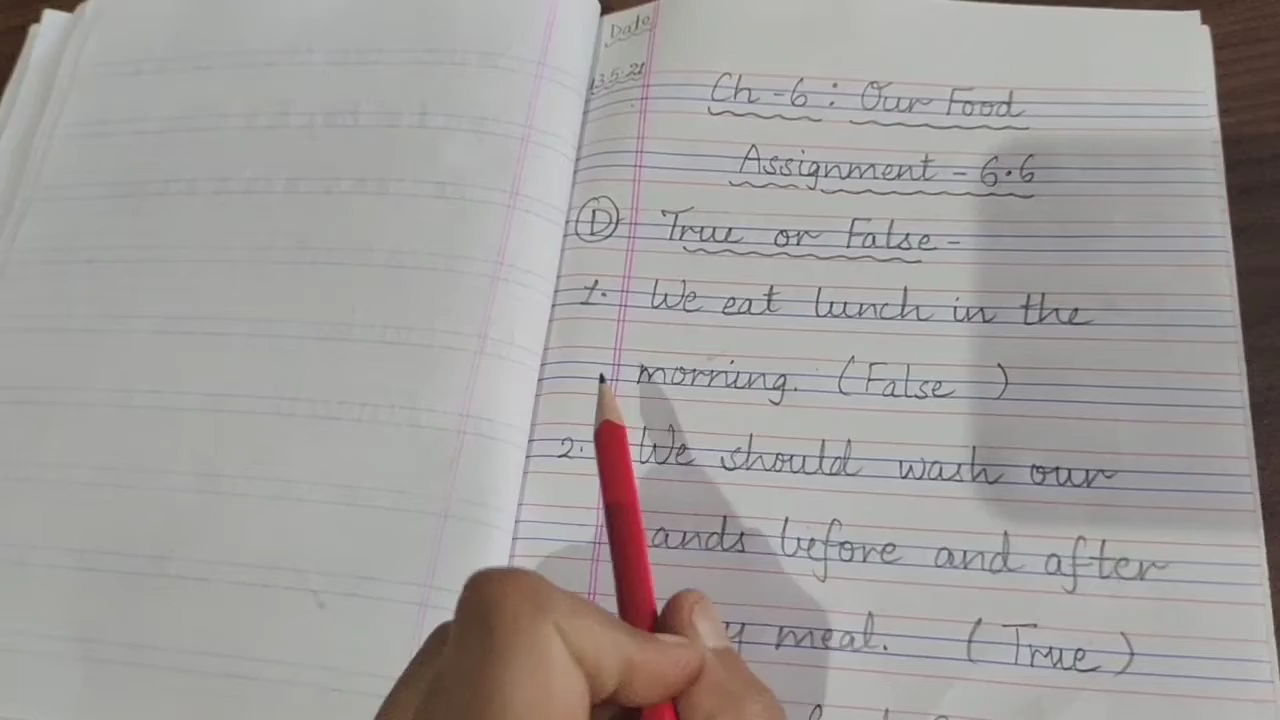 Date
13.5.21
Ch-6: Our Food
Assignment - 6.6
D True or False-
1. We eat lunch in the
morning. (False )
2. We should wash our
ands before and after
y meal. (True)